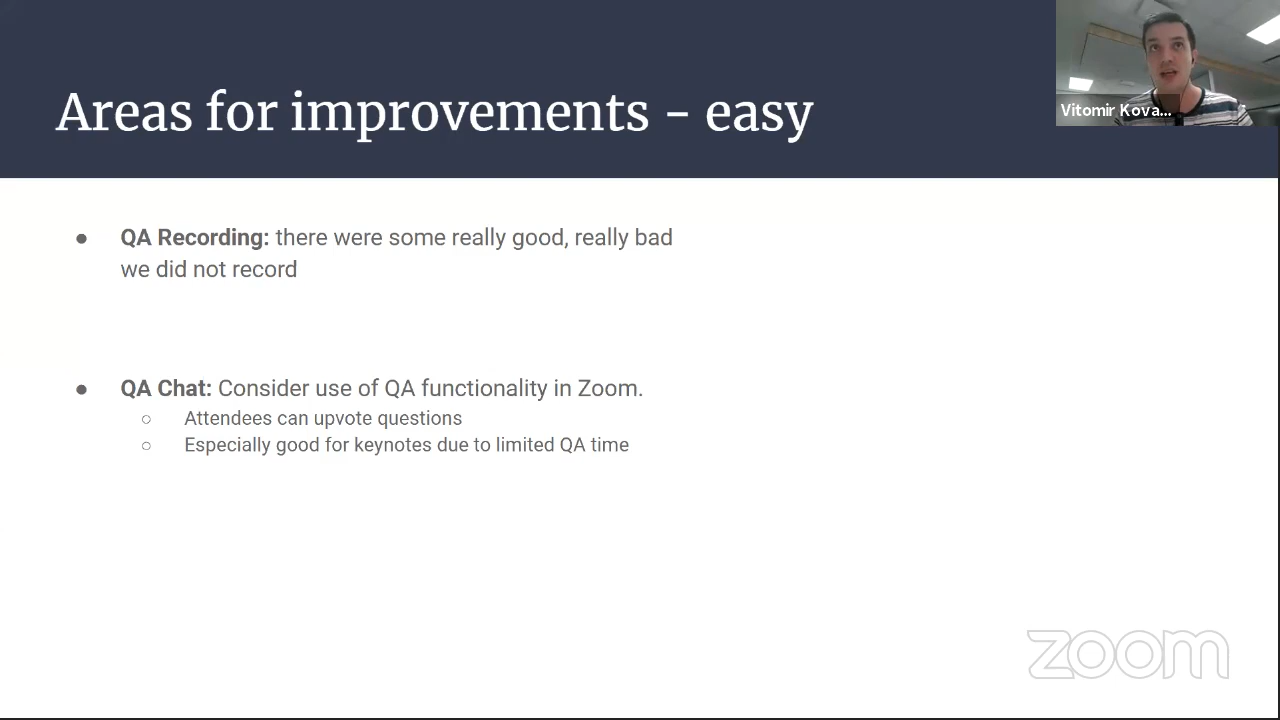 Areas for improvements - easy
Vitomir Kova...
● QA Recording: there were some really good, really bad
we did not record
● QA Chat: Consider use of QA functionality in Zoom.
○ Attendees can upvote questions
○ Especially good for keynotes due to limited QA time
zoom